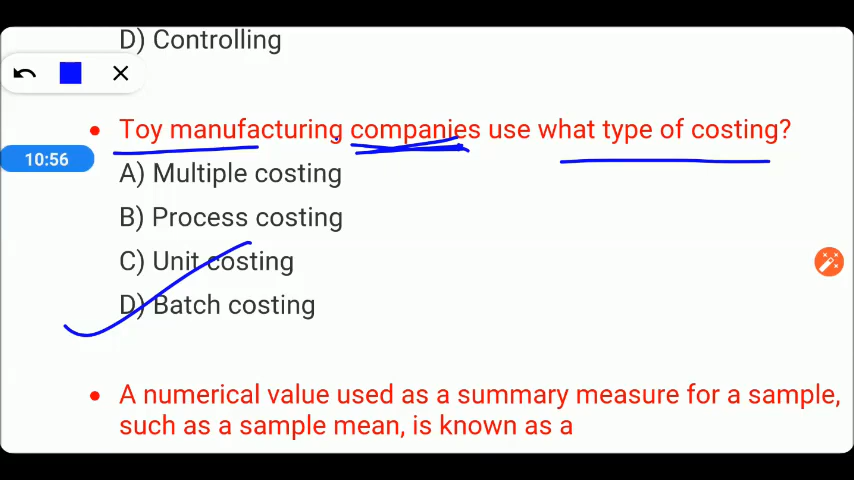 D) Controlling
• Toy manufacturing companies use what type of costing?
10:56
A) Multiple costing
B) Process costing
C) Unit costing
D) Batch costing
• A numerical value used as a summary measure for a sample,
such as a sample mean, is known as a